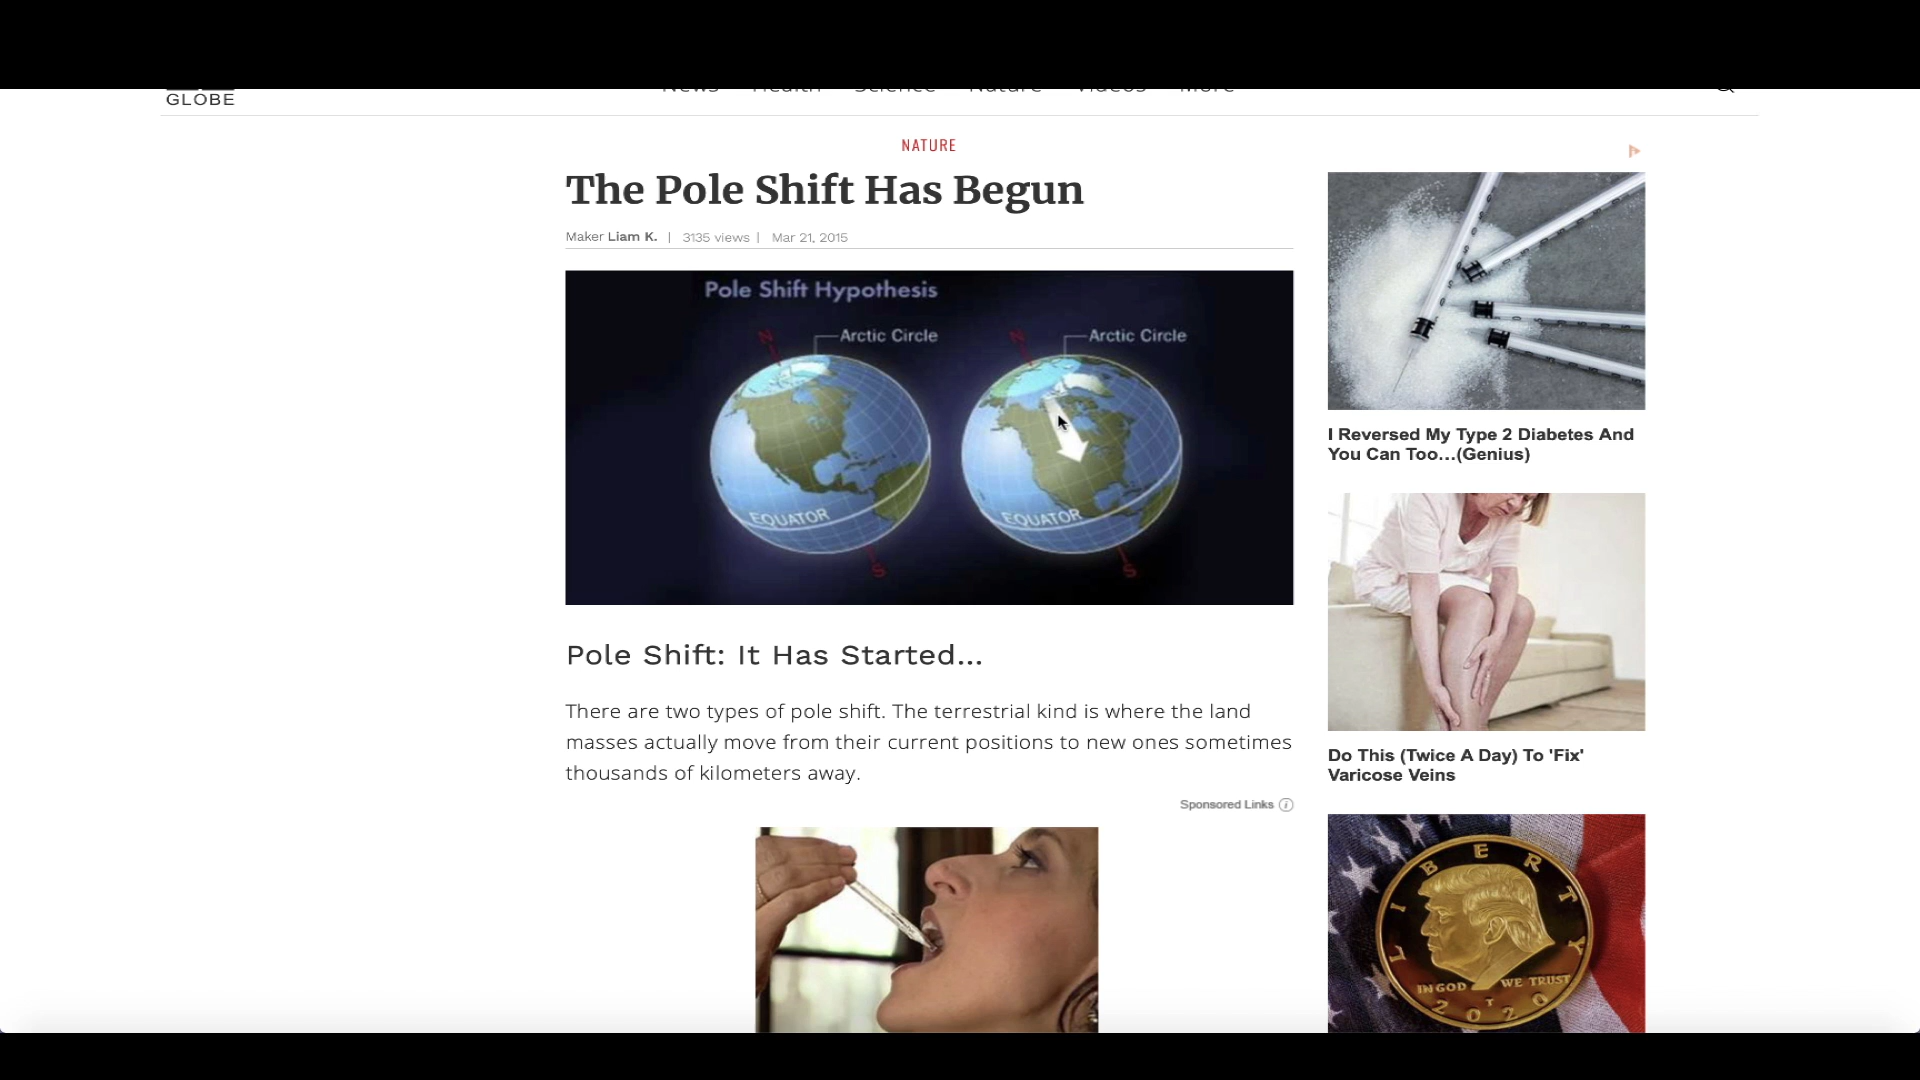 GLOBE
News Health Science Nature Videos More
NATURE
The Pole Shift Has Begun
Maker Liam K. | 3135 views | Mar 21, 2015
Pole Shift Hypothesis
N Arctic Circle
N Arctic Circle
EQUATOR
EQUATOR
S
S
Pole Shift: It Has Started...
There are two types of pole shift. The terrestrial kind is where the land
masses actually move from their current positions to new ones sometimes
thousands of kilometers away.
Sponsored Links
I Reversed My Type 2 Diabetes And
You Can Too...(Genius)
Do This (Twice A Day) To 'Fix'
Varicose Veins
LIBERTY
IN GOD WE TRUST
T
2020